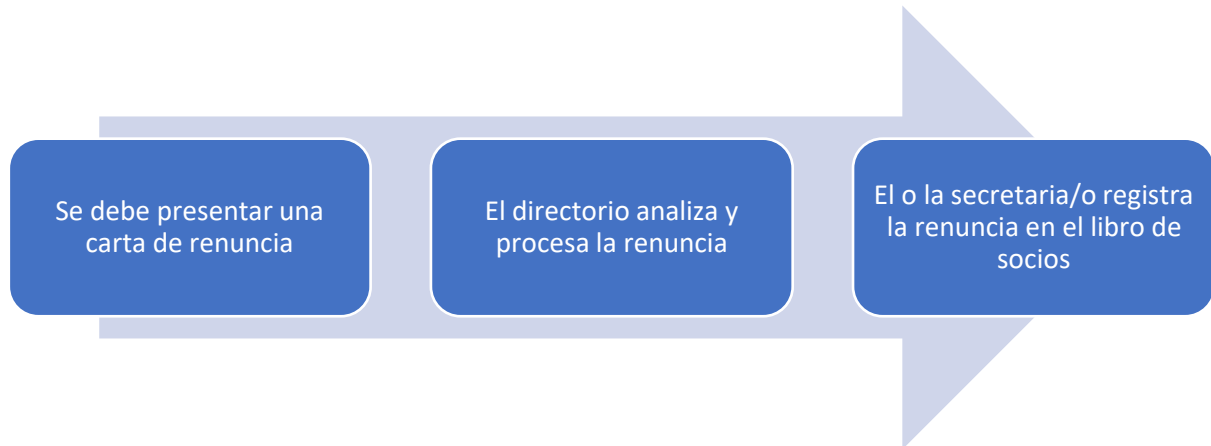 Se debe presentar una
carta de renuncia
El directorio analiza y
procesa la renuncia
El o la secretaria/o registra
la renuncia en el libro de
socios